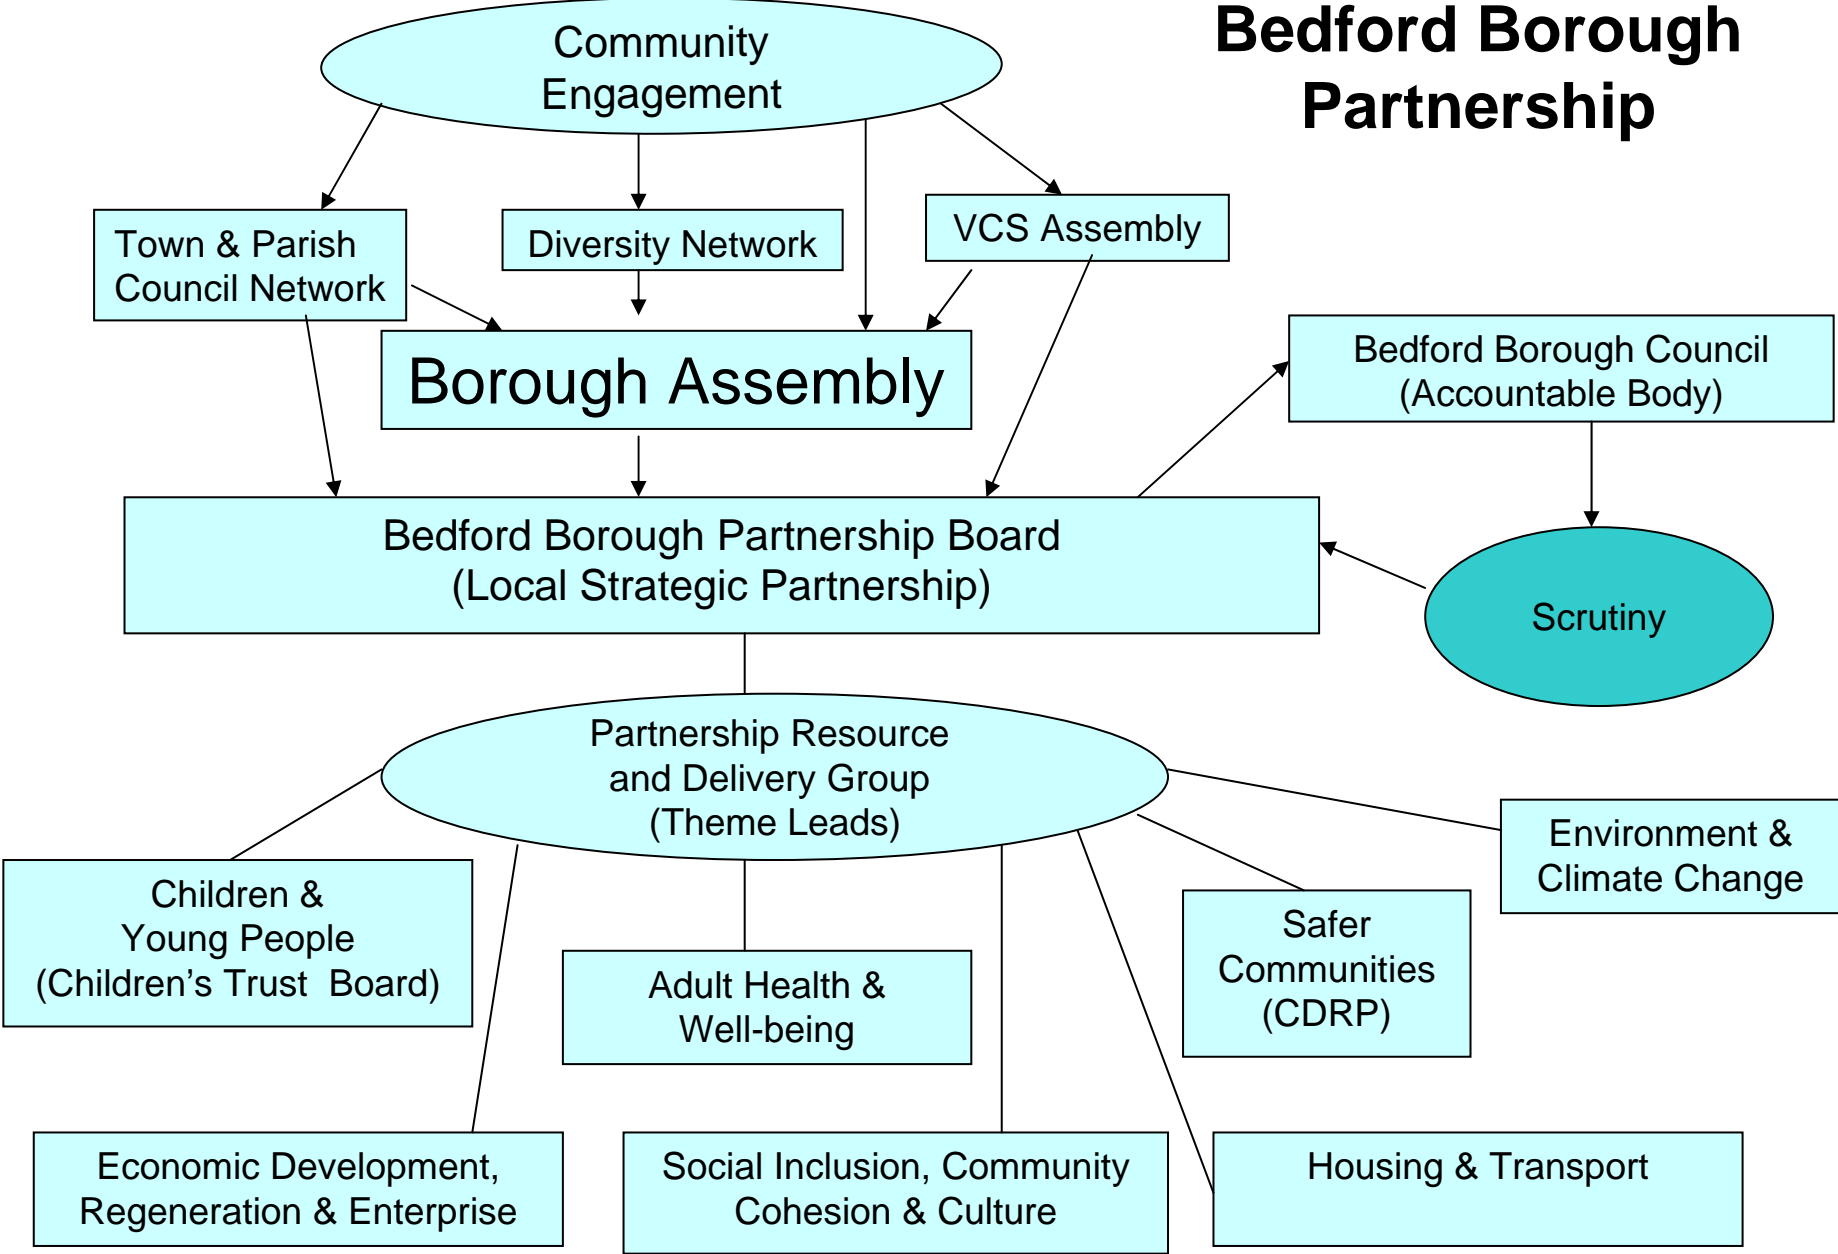 Bedford Borough
Partnership
Community
Engagement
Town & Parish
Council Network
Diversity Network
VCS Assembly
Borough Assembly
Bedford Borough Council
(Accountable Body)
Bedford Borough Partnership Board
(Local Strategic Partnership)
Scrutiny
Partnership Resource
and Delivery Group
(Theme Leads)
Children &
Young People
(Children’s Trust  Board)
Adult Health &
Well-being
Safer
Communities
(CDRP)
Environment &
Climate Change
Economic Development,
Regeneration & Enterprise
Social Inclusion, Community
Cohesion & Culture
Housing & Transport